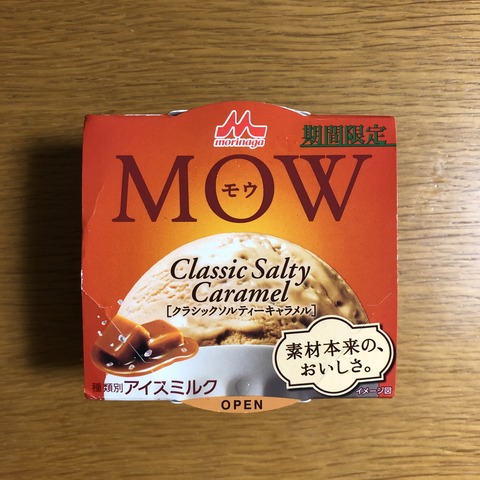 morinaga
期間限定
MOW
モウ
Classic Salty
Caramel
[クラシックソルティーキャラメル]
素材本来の、
おいしさ。
種類別アイスミルク
イメージ図
OPEN